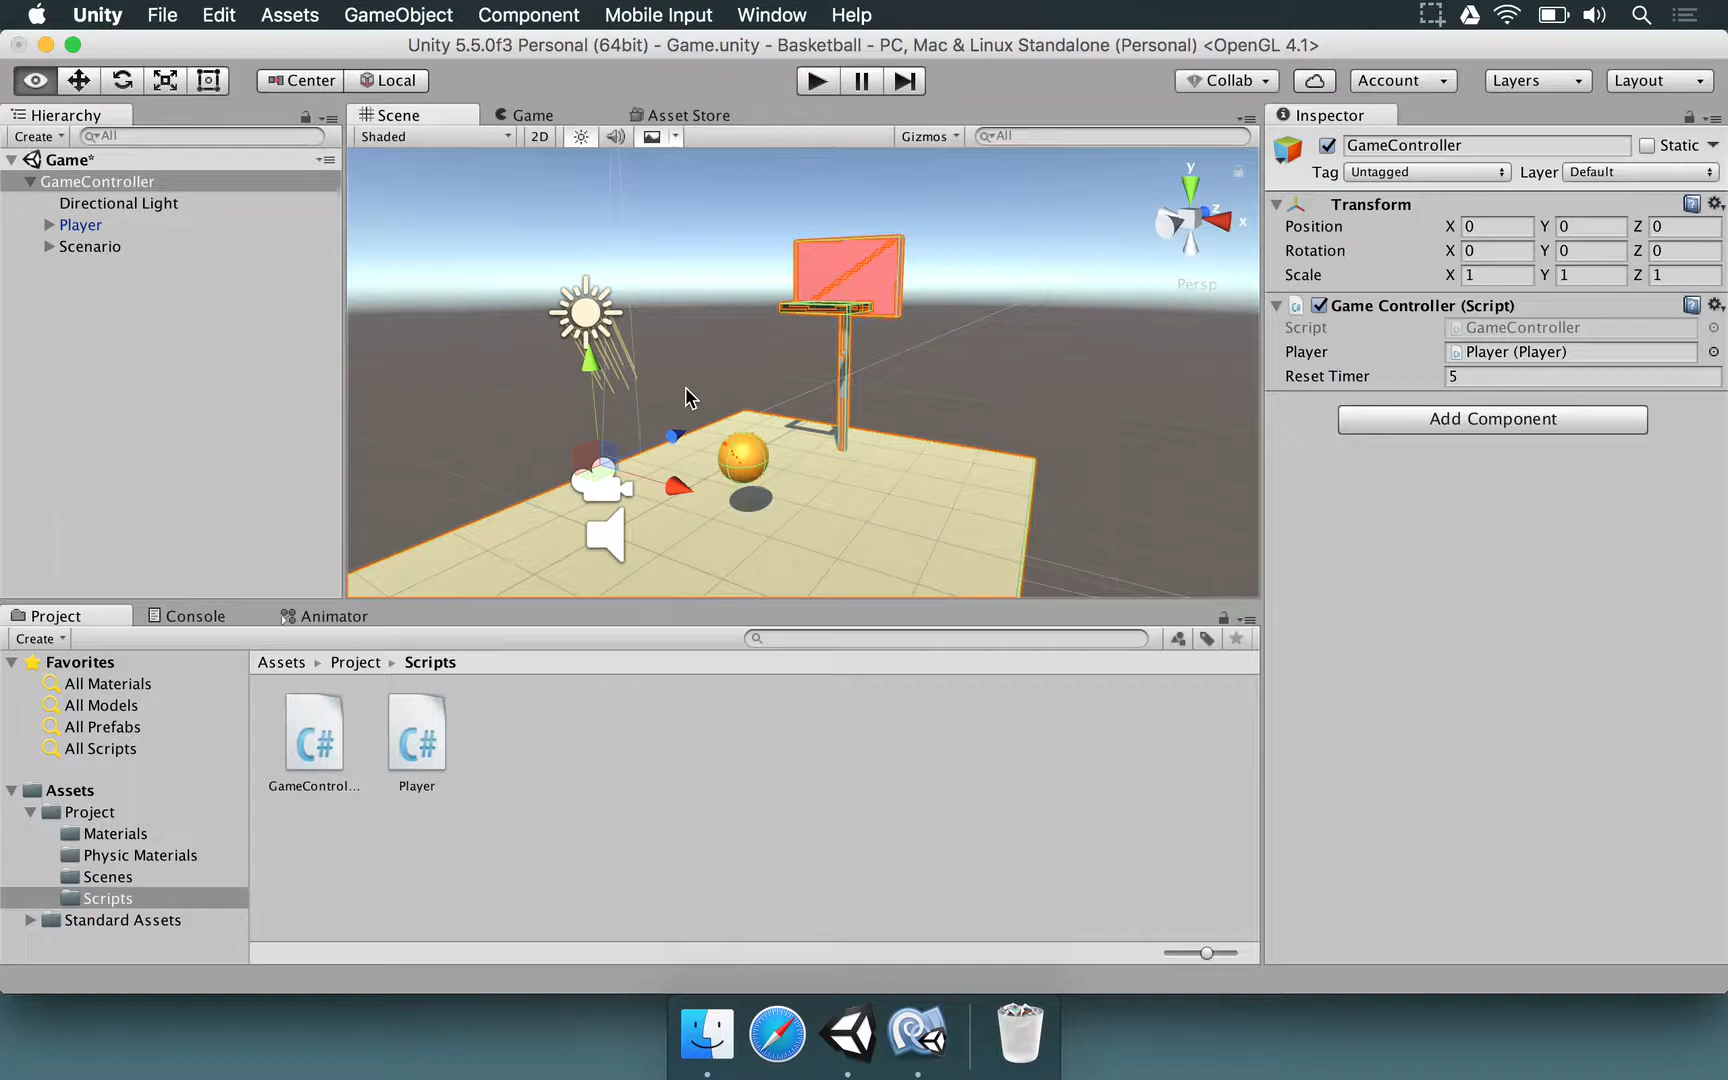 Unity File Edit Assets GameObject Component Mobile Input Window Help
Unity 5.5.0f3 Personal (64bit) - Game.unity - Basketball - PC, Mac & Linux Standalone (Personal) <OpenGL 4.1>
Center Local Collab Account Layers Layout
Hierarchy
Create All
Game*
GameController
Directional Light
Player
Scenario
Scene Game Asset Store
Shaded 2D Gizmos All
y
z
x
Persp
Inspector
GameController Static
Tag Untagged Layer Default
Transform
Position X 0 Y 0 Z 0
Rotation X 0 Y 0 Z 0
Scale X 1 Y 1 Z 1
Game Controller (Script)
Script GameController
Player Player (Player)
Reset Timer 5
Add Component
Project Console Animator
Create
Favorites
All Materials
All Models
All Prefabs
All Scripts
Assets
Project
Materials
Physic Materials
Scenes
Scripts
Standard Assets
Assets Project Scripts
C# C#
GameControl... Player